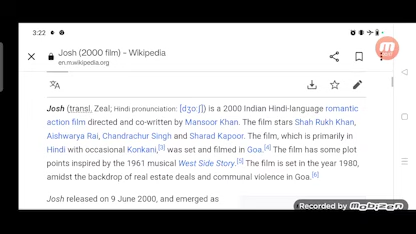 3:22
Josh (2000 film) - Wikipedia
en.m.wikipedia.org
Josh (transl. Zeal; Hindi pronunciation: [dʒoːʃ]) is a 2000 Indian Hindi-language romantic
action film directed and co-written by Mansoor Khan. The film stars Shah Rukh Khan,
Aishwarya Rai, Chandrachur Singh and Sharad Kapoor. The film, which is primarily in
Hindi with occasional Konkani,[3] was set and filmed in Goa.[4] The film has some plot
points inspired by the 1961 musical West Side Story.[5] The film is set in the year 1980,
amidst the backdrop of real estate deals and communal violence in Goa.[6]
Josh released on 9 June 2000, and emerged as
Recorded by MOBIZEN